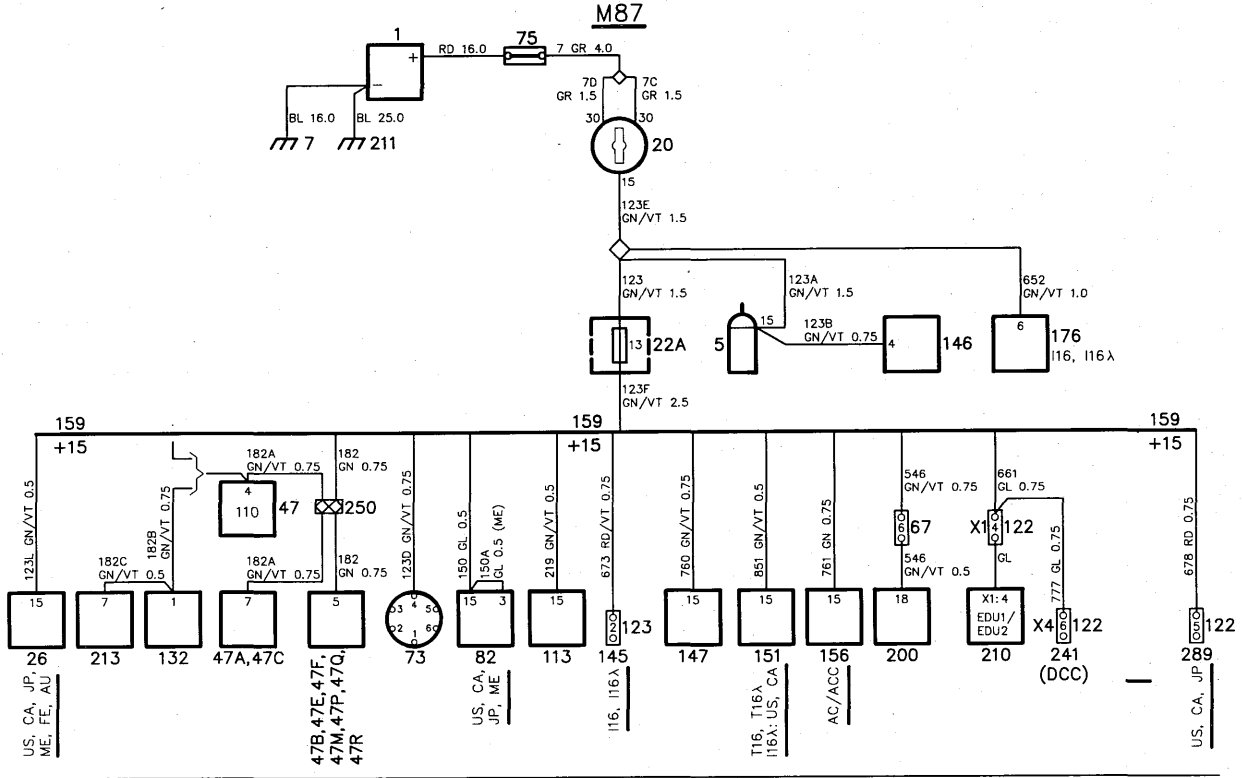 M87
1
75
RD 16.0
7 GR 4.0
+
−
7D
GR 1.5
7C
GR 1.5
BL 16.0
BL 25.0
7
211
30
30
20
15
123E
GN/VT 1.5
123
GN/VT 1.5
123A
GN/VT 1.5
652
GN/VT 1.0
13
22A
5
15
123B
GN/VT 0.75
4
146
6
176
I16, I16λ
123F
GN/VT 2.5
159
+15
159
+15
159
+15
123L GN/VT 0.5
182A
GN/VT 0.75
182
GN 0.75
4
110
47
250
182B
GN/VT 0.75
182C
GN/VT 0.5
182A
GN/VT 0.75
182
GN 0.75
123D GN/VT 0.75
150 GL 0.5
150A
GL 0.5 (ME)
219 GN/VT 0.5
673 RD/VT 0.75
760 GN/VT 0.75
851 GN/VT 0.5
761 GN 0.75
546
GN/VT 0.75
6
67
546
GN/VT 0.5
661
GL 0.75
X1
4
122
GL
777 GL 0.75
678 RD 0.75
15
7
1
7
5
4
3
5
2
6
1
15
3
15
2
123
15
15
15
18
X1: 4
EDU1/
EDU2
X4
6
122
5
122
26
213
132
47A,47C
73
82
113
145
147
151
156
200
210
241
(DCC)
289
US, CA, JP,
ME, FE, AU
47B,47E,47F,
47M,47P,47Q,
47R
US, CA,
JP, ME
I16, I16λ
T16, T16λ
I16λ: US, CA
AC/ACC
US, CA, JP